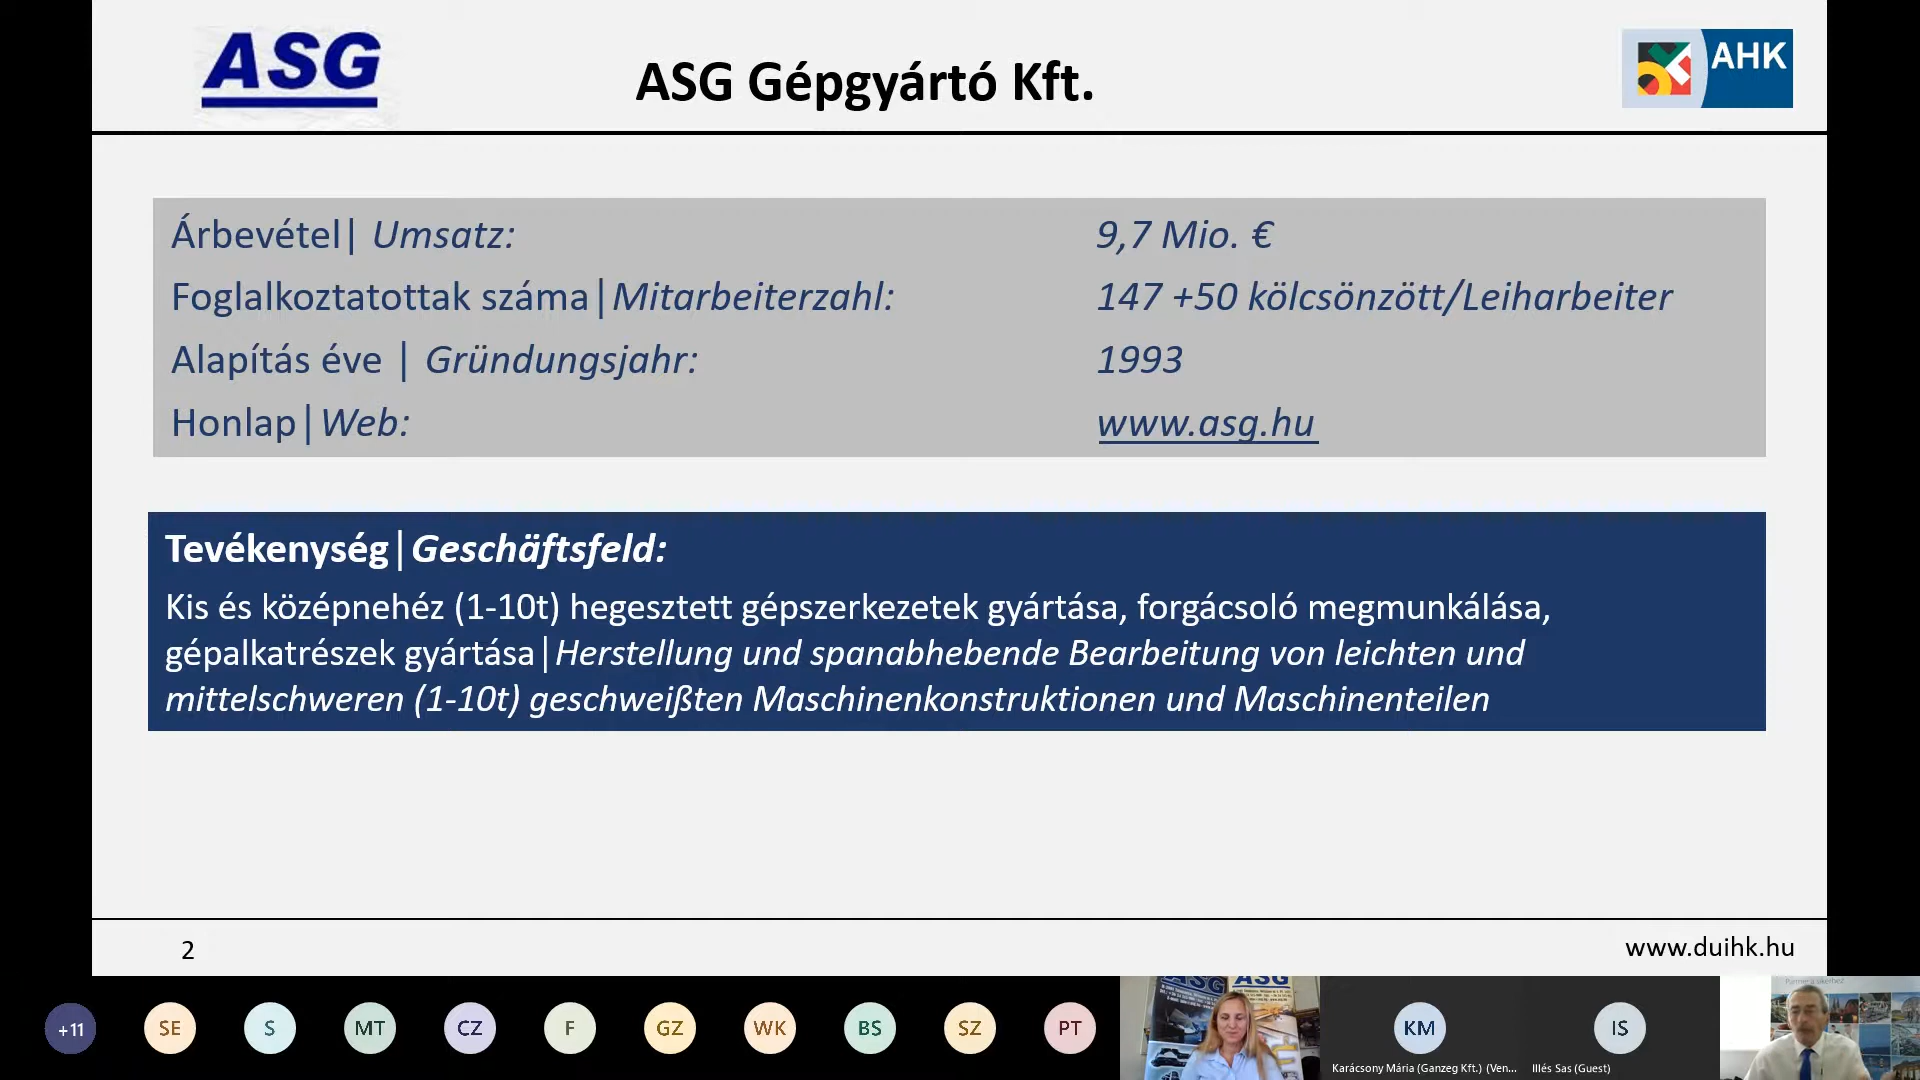 ASG
ASG Gépgyártó Kft.
AHK
Árbevétel| Umsatz:
9,7 Mio. €
Foglalkoztatottak száma|Mitarbeiterzahl:
147 +50 kölcsönzött/Leiharbeiter
Alapítás éve | Gründungsjahr:
1993
Honlap|Web:
www.asg.hu
Tevékenység|Geschäftsfeld:
Kis és középnehéz (1-10t) hegesztett gépszerkezetek gyártása, forgácsoló megmunkálása,
gépalkatrészek gyártása|Herstellung und spanabhebende Bearbeitung von leichten und
mittelschweren (1-10t) geschweißten Maschinenkonstruktionen und Maschinenteilen
2
www.duihk.hu
+11
SE
S
MT
CZ
F
GZ
WK
BS
SZ
PT
ASG
ASG
KM
Karácsony Mária (Ganzeg Kft.) (Ven...
IS
Illés Sas (Guest)